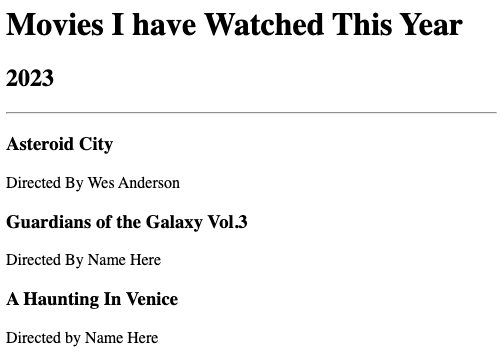 Movies I have Watched This Year
2023
Asteroid City
Directed By Wes Anderson
Guardians of the Galaxy Vol.3
Directed By Name Here
A Haunting In Venice
Directed by Name Here